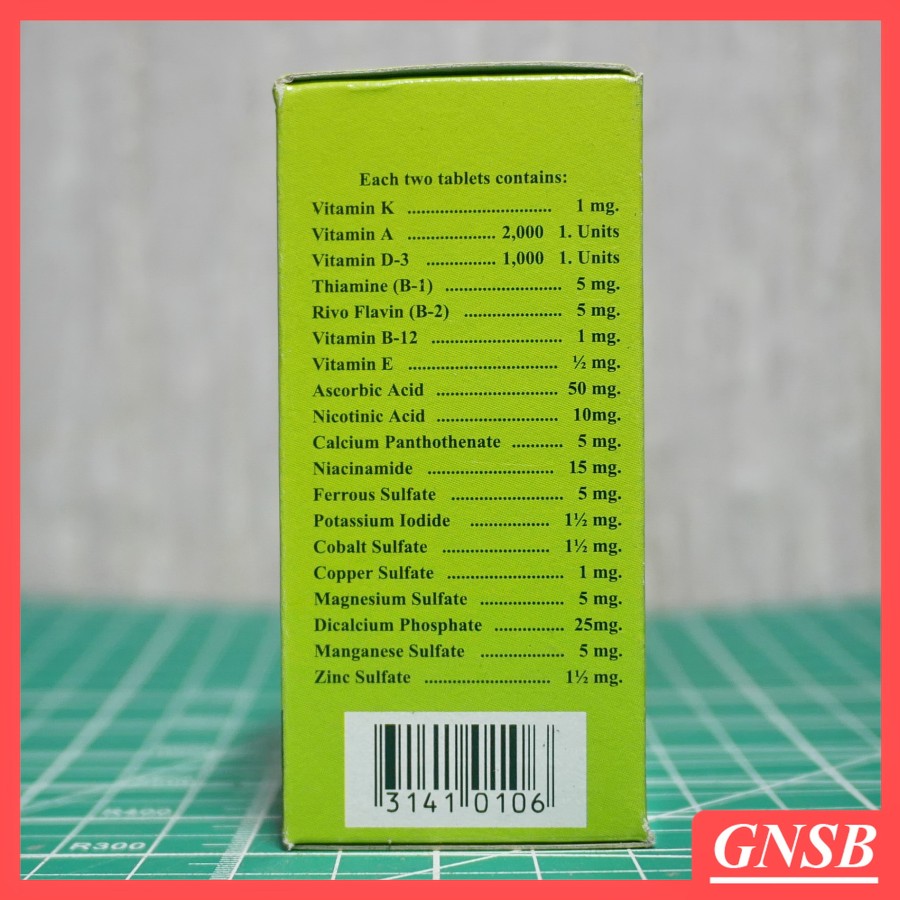 Each two tablets contains:
Vitamin K ................................ 1 mg.
Vitamin A .................... 2,000 1. Units
Vitamin D-3 ............... 1,000 1. Units
Thiamine (B-1) .......................... 5 mg.
Rivo Flavin (B-2) ...................... 5 mg.
Vitamin B-12 ............................. 1 mg.
Vitamin E .................................. ½ mg.
Ascorbic Acid ........................... 50 mg.
Nicotinic Acid ........................... 10mg.
Calcium Panthothenate ........... 5 mg.
Niacinamide ............................ 15 mg.
Ferrous Sulfate ......................... 5 mg.
Potassium Iodide .................. 1½ mg.
Cobalt Sulfate ........................ 1½ mg.
Copper Sulfate .......................... 1 mg.
Magnesium Sulfate ................... 5 mg.
Dicalcium Phosphate ............... 25mg.
Manganese Sulfate ................... 5 mg.
Zinc Sulfate ............................ 1½ mg.
3141 0106
R400
R300
GNSB